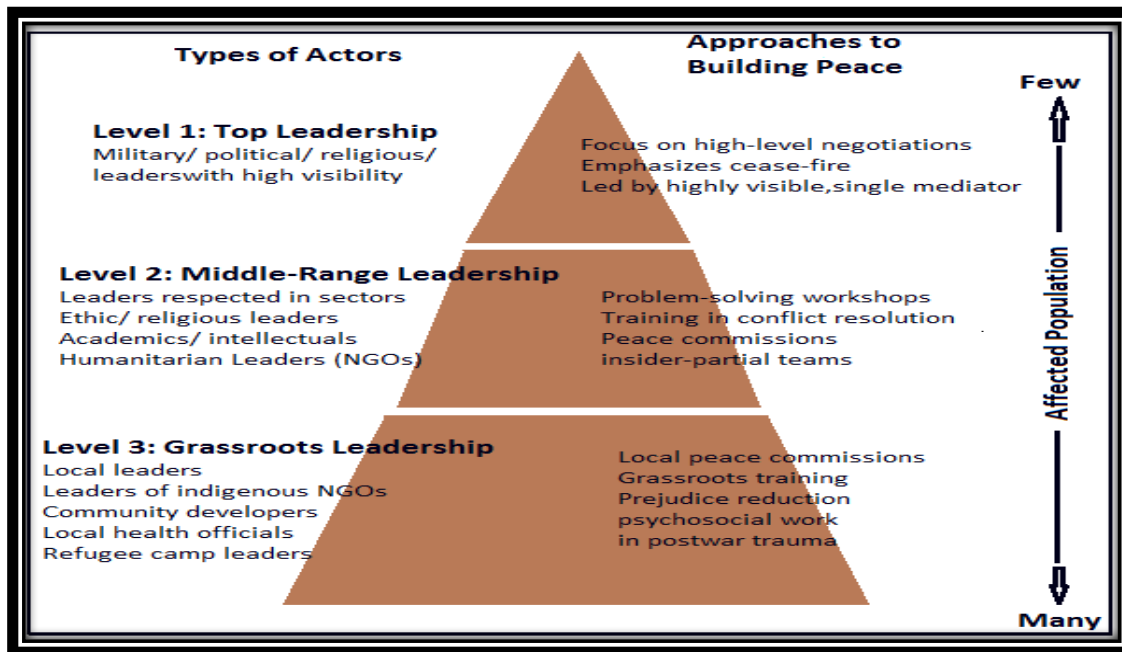 Types of Actors
Approaches to
Building Peace
Few
Level 1: Top Leadership
Military/ political/ religious/
leaderswith high visibility
Focus on high-level negotiations
Emphasizes cease-fire
Led by highly visible,single mediator
Level 2: Middle-Range Leadership
Leaders respected in sectors
Ethic/ religious leaders
Academics/ intellectuals
Humanitarian Leaders (NGOs)
Problem-solving workshops
Training in conflict resolution
Peace commissions
insider-partial teams
Affected Population
Level 3: Grassroots Leadership
Local leaders
Leaders of indigenous NGOs
Community developers
Local health officials
Refugee camp leaders
Local peace commissions
Grassroots training
Prejudice reduction
psychosocial work
in postwar trauma
Many